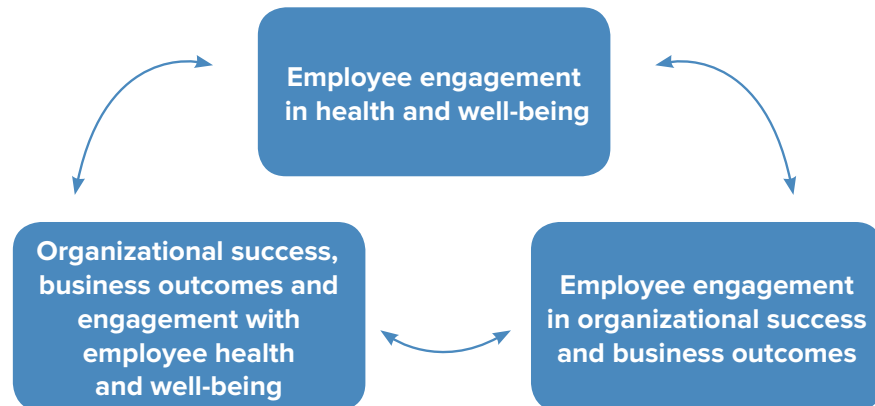 Employee engagement
in health and well-being
Organizational success,
business outcomes and
engagement with
employee health
and well-being
Employee engagement
in organizational success
and business outcomes